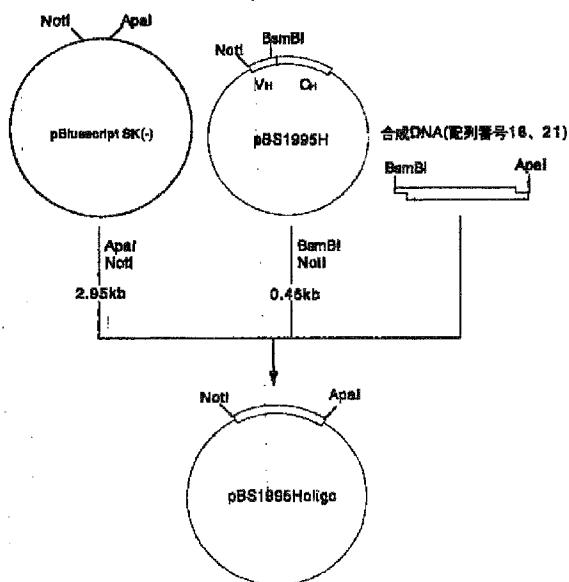 NotI
ApaI
NotI
BsmBI
VH
CH
pBluescript SK(-)
pBS1995H
合成DNA(配列番号16、21)
BsmBI
ApaI
ApaI
NotI
2.95kb
BsmBI
NotI
0.45kb
NotI
ApaI
pBS1995Holigo